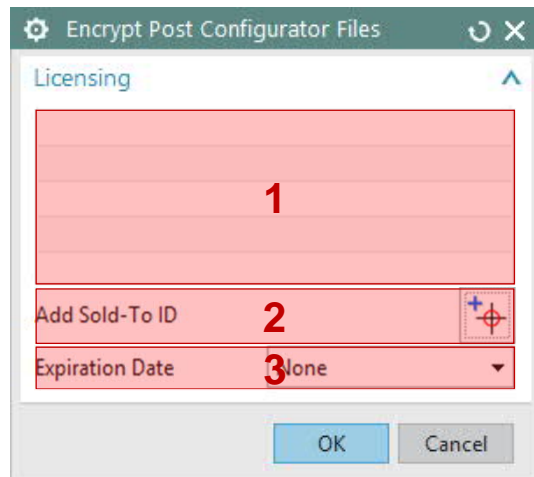 Encrypt Post Configurator Files
Licensing
1
Add Sold-To ID 2
Expiration Date 3 None
OK Cancel